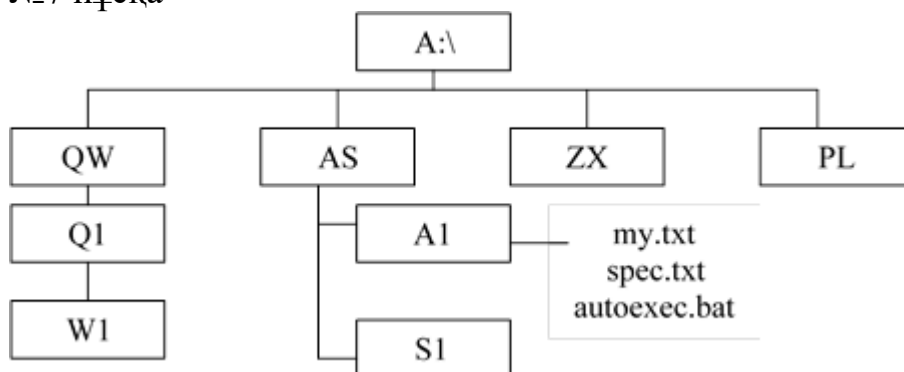 A:\
QW AS ZX PL
Q1 A1 my.txt
spec.txt
autoexec.bat
W1 S1